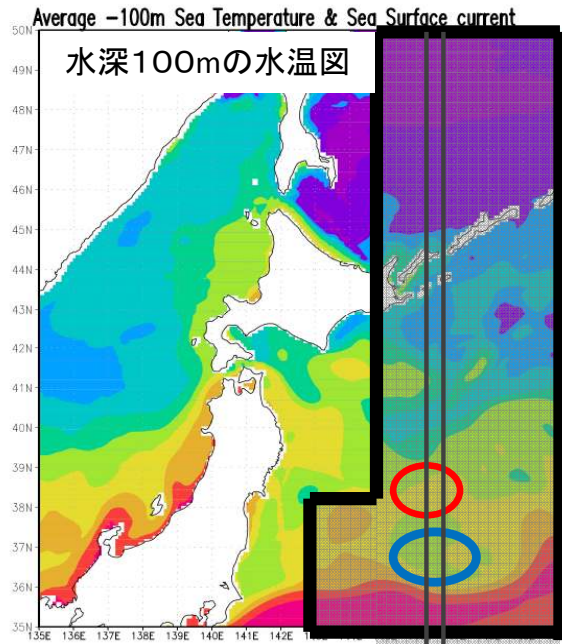 Average -100m Sea Temperature & Sea Surface current
水深100mの水温図
50N
49N
48N
47N
46N
45N
44N
43N
42N
41N
40N
39N
38N
37N
36N
35N
135E 136E 137E 138E 139E 140E 141E 142E